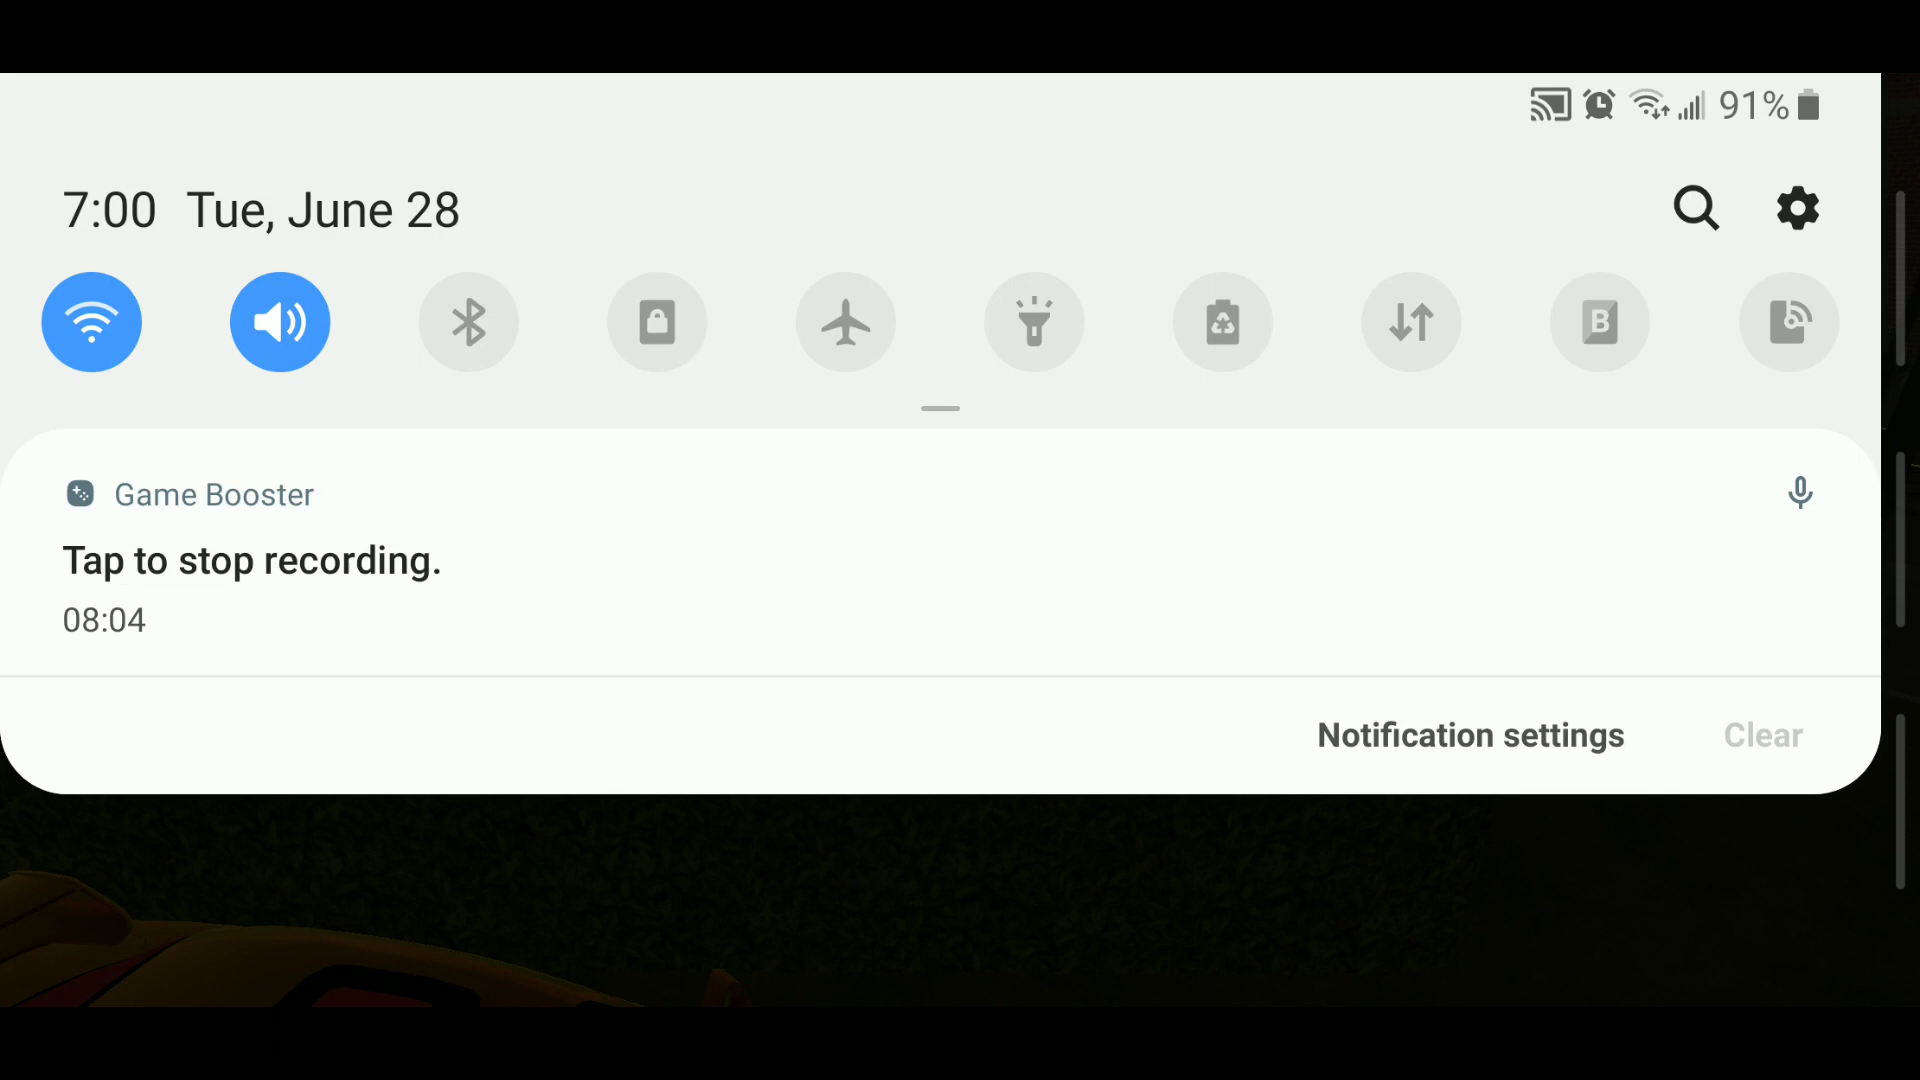 91%
7:00 Tue, June 28
B
Game Booster
Tap to stop recording.
08:04
Notification settings Clear